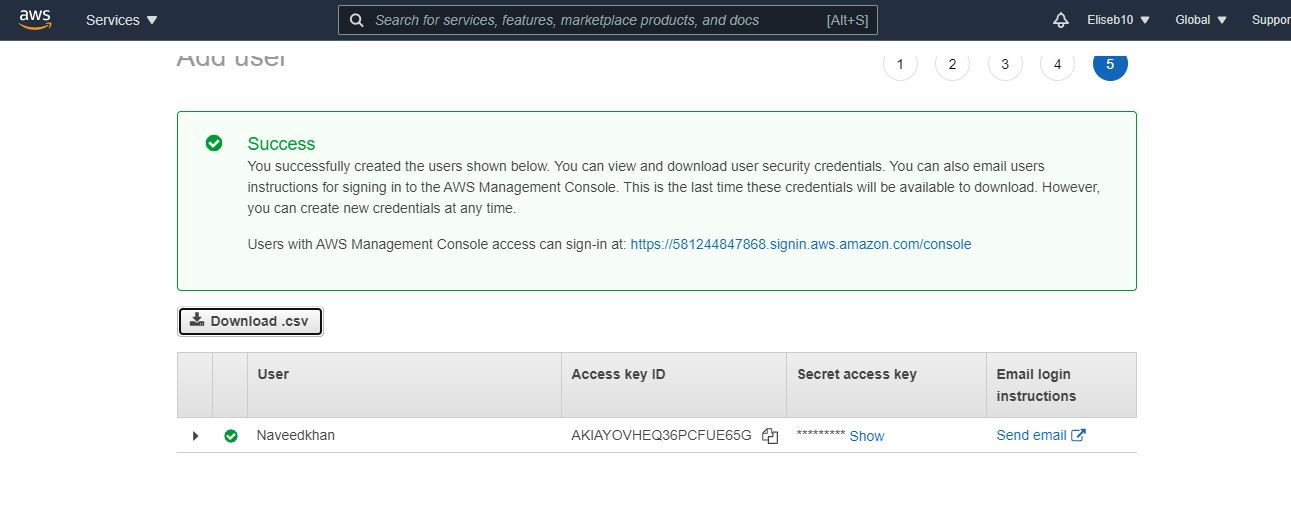 aws Services Search for services, features, marketplace products, and docs [Alt+S] Eliseb10 Global Suppor
Add user 1 2 3 4 5
Success
You successfully created the users shown below. You can view and download user security credentials. You can also email users
instructions for signing in to the AWS Management Console. This is the last time these credentials will be available to download. However,
you can create new credentials at any time.
Users with AWS Management Console access can sign-in at: https://581244847868.signin.aws.amazon.com/console
Download .csv
User Access key ID Secret access key Email login
instructions
Naveedkhan AKIAYOVHEQ36PCFUE65G ********* Show Send email